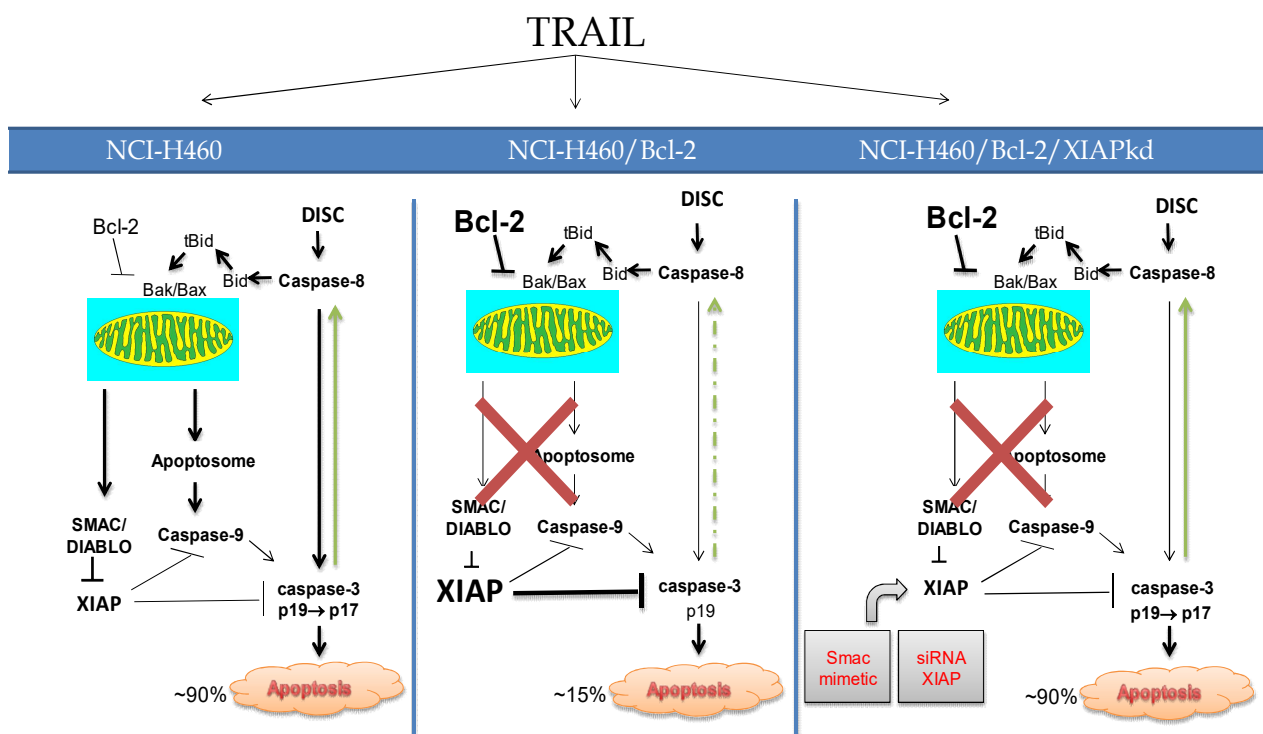 TRAIL
NCI-H460
NCI-H460/Bcl-2
NCI-H460/Bcl-2/XIAPkd
DISC
Bcl-2
tBid
Bid
Caspase-8
Bak/Bax
Apoptosome
SMAC/
DIABLO
Caspase-9
XIAP
caspase-3
p19→ p17
~90%
Apoptosis
DISC
Bcl-2
tBid
Bid
Caspase-8
Bak/Bax
Apoptosome
SMAC/
DIABLO
Caspase-9
XIAP
caspase-3
p19
~15%
Apoptosis
DISC
Bcl-2
tBid
Bid
Caspase-8
Bak/Bax
Apoptosome
SMAC/
DIABLO
Caspase-9
XIAP
caspase-3
p19→ p17
Smac
mimetic
siRNA
XIAP
~90%
Apoptosis